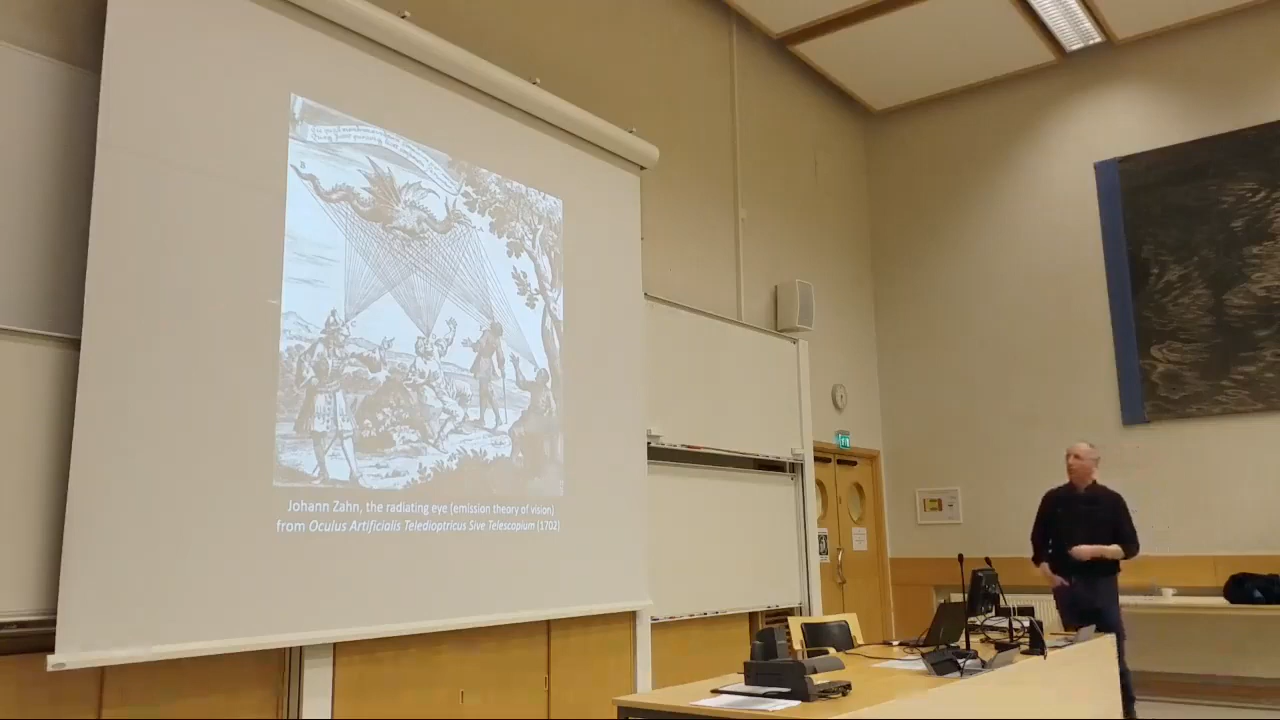 Johann Zahn, the radiating eye (emission theory of vision)
from Oculus Artificialis Teledioptricus Sive Telescopium (1702)